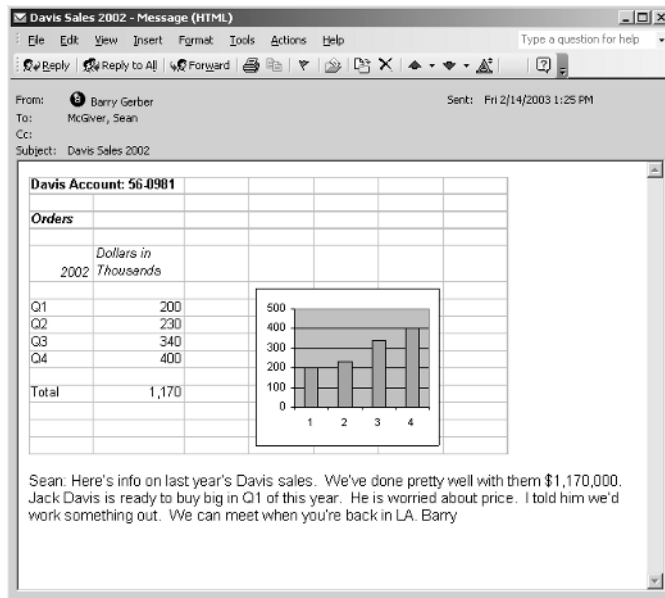 Davis Sales 2002 - Message (HTML)
File Edit View Insert Format Tools Actions Help Type a question for help
Reply Reply to All Forward
From: Barry Gerber Sent: Fri 2/14/2003 1:25 PM
To: McGiver, Sean
Cc:
Subject: Davis Sales 2002
Davis Account: 56-0981
Orders
2002 Dollars in
Thousands
Q1 200
Q2 230
Q3 340
Q4 400
Total 1,170
500
400
300
200
100
0
1 2 3 4
Sean: Here's info on last year's Davis sales. We've done pretty well with them $1,170,000.
Jack Davis is ready to buy big in Q1 of this year. He is worried about price. I told him we'd
work something out. We can meet when you're back in LA. Barry